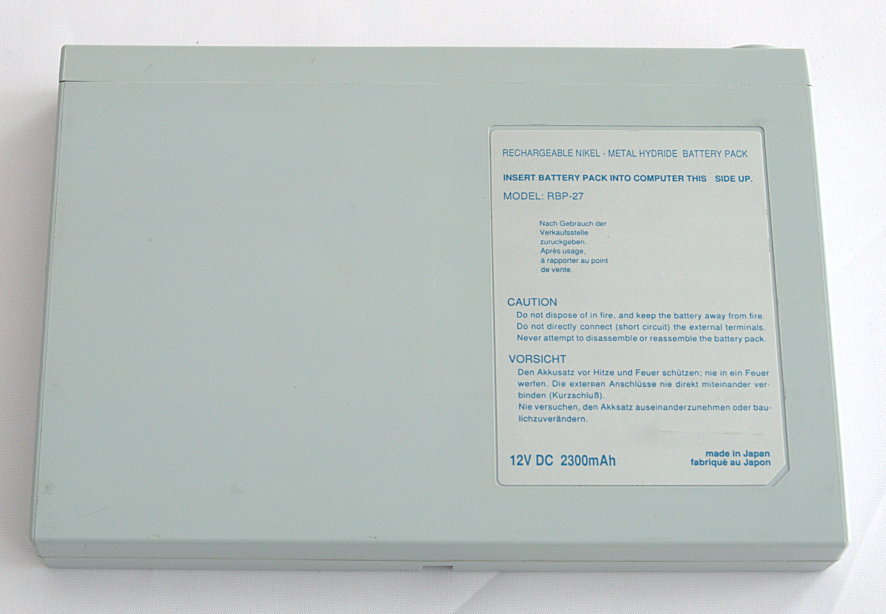 RECHARGEABLE NIKEL - METAL HYDRIDE BATTERY PACK
INSERT BATTERY PACK INTO COMPUTER THIS SIDE UP.
MODEL: RBP-27
Nach Gebrauch der
Verkaufsstelle
zuruckgeben.
Après usage,
à rapporter au point
de vente.
CAUTION
Do not dispose of in fire, and keep the battery away from fire.
Do not directly connect (short circuit) the external terminals.
Never attempt to disassemble or reassemble the battery pack.
VORSICHT
Den Akkusatz vor Hitze und Feuer schützen; nie in ein Feuer
werfen. Die externen Anschlüsse nie direkt miteinander ver-
binden (Kurzschluß).
Nie versuchen, den Akksatz auseinanderzunehmen oder bau-
lichzuverändern.
12V DC 2300mAh
made in Japan
fabriquè au Japon